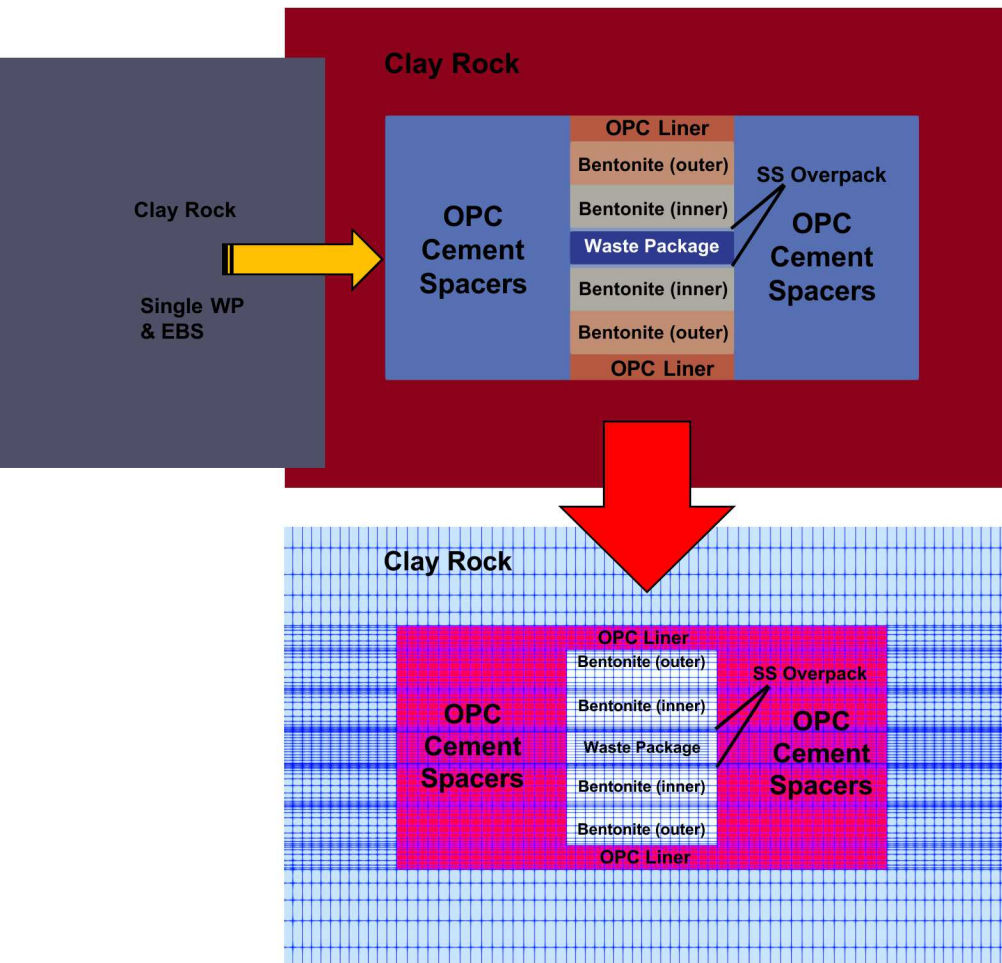 Clay Rock
Single WP
& EBS
Clay Rock
OPC Liner
Bentonite (outer)
SS Overpack
Bentonite (inner)
OPC
Cement
Spacers
Waste Package
OPC
Cement
Spacers
Bentonite (inner)
Bentonite (outer)
OPC Liner
Clay Rock
OPC Liner
Bentonite (outer)
SS Overpack
Bentonite (inner)
OPC
Cement
Spacers
Waste Package
OPC
Cement
Spacers
Bentonite (inner)
Bentonite (outer)
OPC Liner